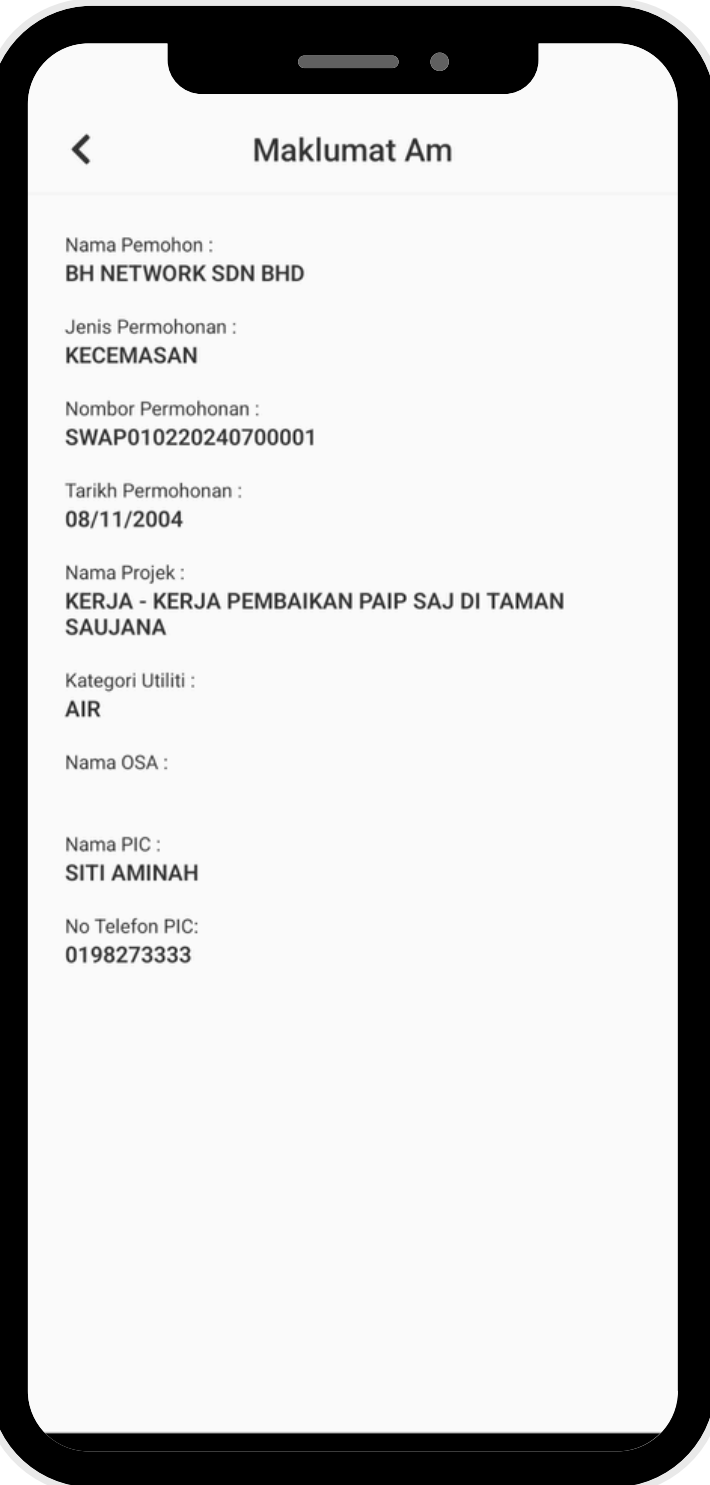 Maklumat Am
Nama Pemohon :
BH NETWORK SDN BHD
Jenis Permohonan :
KECEMASAN
Nombor Permohonan :
SWAP010220240700001
Tarikh Permohonan :
08/11/2004
Nama Projek :
KERJA - KERJA PEMBAIKAN PAIP SAJ DI TAMAN
SAUJANA
Kategori Utiliti :
AIR
Nama OSA :
Nama PIC :
SITI AMINAH
No Telefon PIC:
0198273333